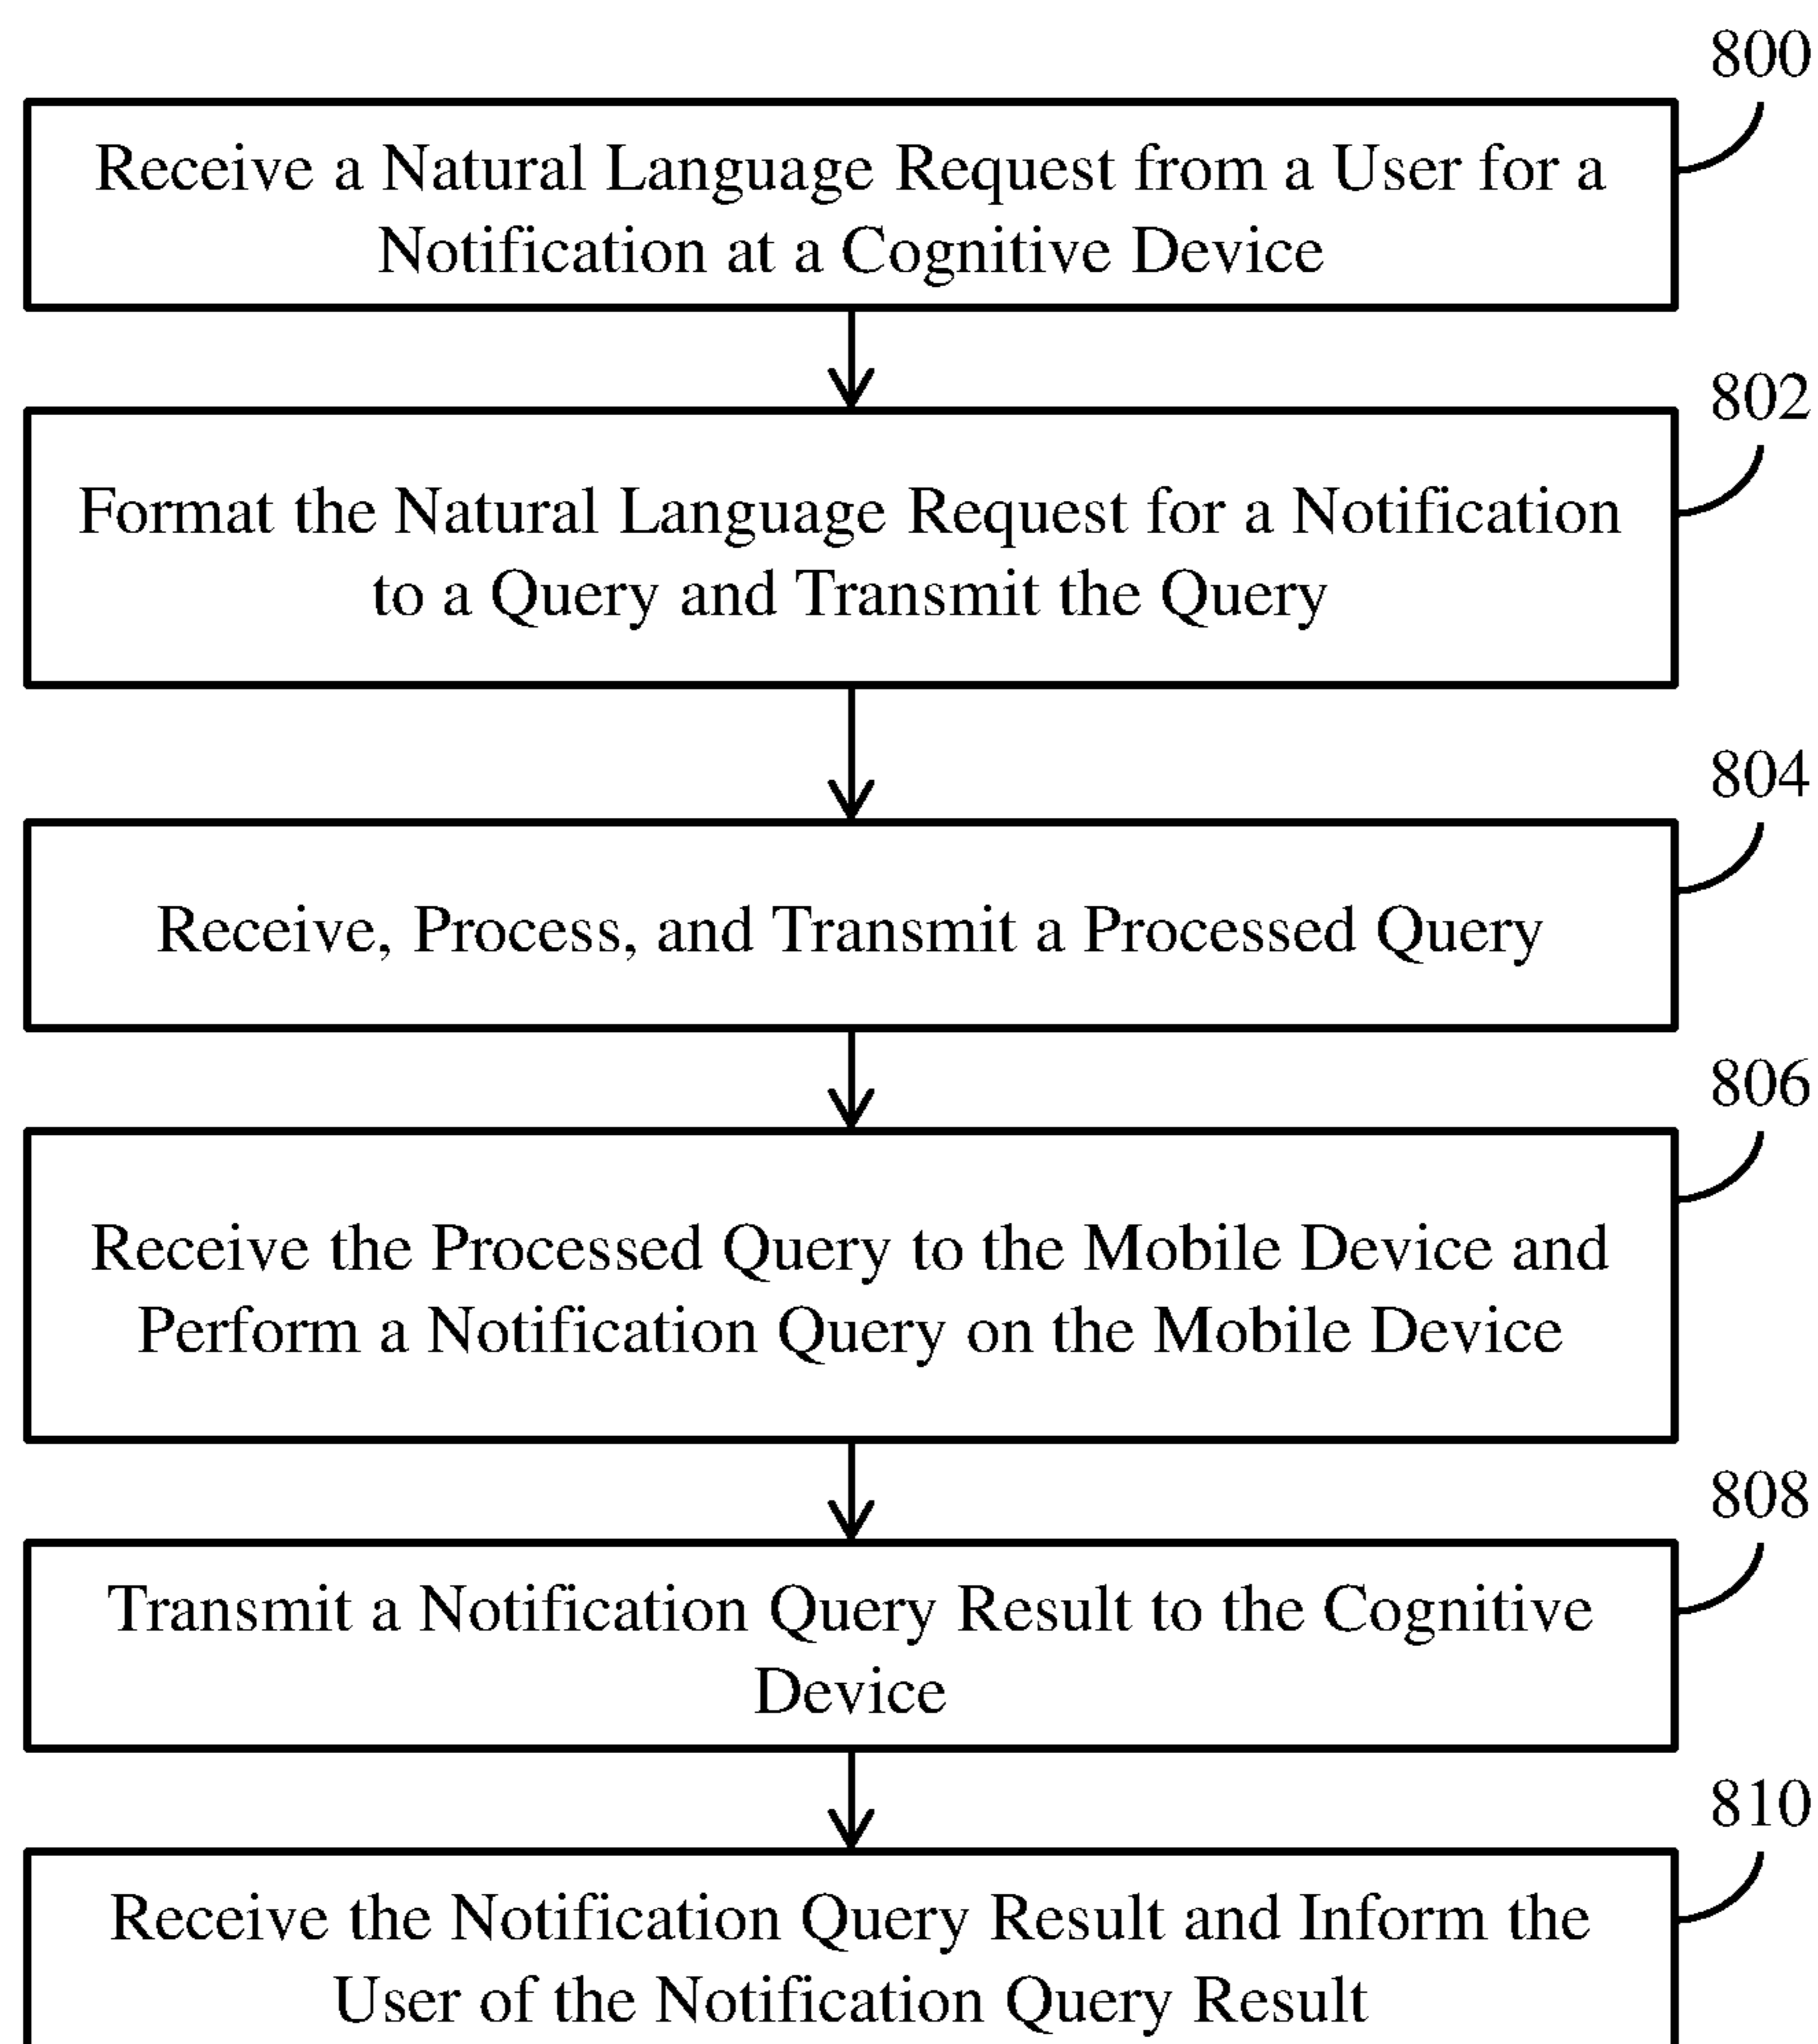 800
Receive a Natural Language Request from a User for a
Notification at a Cognitive Device
802
Format the Natural Language Request for a Notification
to a Query and Transmit the Query
804
Receive, Process, and Transmit a Processed Query
806
Receive the Processed Query to the Mobile Device and
Perform a Notification Query on the Mobile Device
808
Transmit a Notification Query Result to the Cognitive
Device
810
Receive the Notification Query Result and Inform the
User of the Notification Query Result